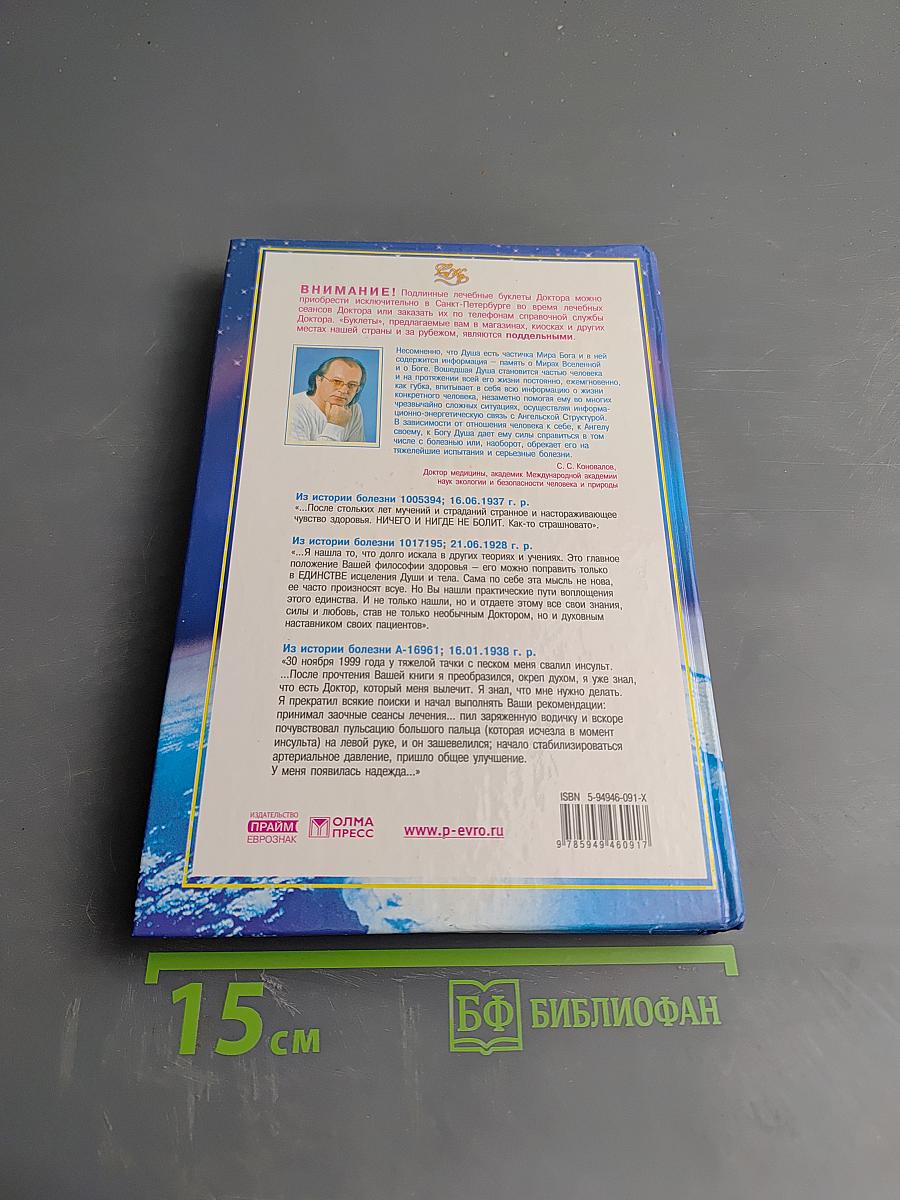 ВНИМАНИЕ! Подлинные лечебные буклеты Доктора можно
приобрести исключительно в Санкт-Петербурге во время лечебных
сеансов Доктора или заказать их по телефонам справочной службы
Доктора. «Буклеты», предлагаемые вам в магазинах, киосках и других
местах нашей страны и за рубежом, являются поддельными.
Несомненно, что Душа есть частичка Мира Бога и в ней
содержится информация – память о Мирах Вселенной
и о Боге. Вошедшая Душа становится частью человека
и на протяжении всей его жизни постоянно, ежемгновенно,
как губка, впитывает в себя всю информацию о жизни
конкретного человека, незаметно помогая ему во многих
чрезвычайно сложных ситуациях, осуществляя информа-
ционно-энергетическую связь с Ангельской Структурой.
В зависимости от отношения человека к себе, к Ангелу
своему, к Богу Душа дает ему силы справиться в том
числе с болезнью или, наоборот, обрекает его на
тяжелейшие испытания и серьезные болезни.
С. С. Коновалов,
Доктор медицины, академик Международной академии
наук экологии и безопасности человека и природы
Из истории болезни 1005394; 16.06.1937 г. р.
«...После стольких лет мучений и страданий странное и настораживающее
чувство здоровья. НИЧЕГО И НИГДЕ НЕ БОЛИТ. Как-то страшновато».
Из истории болезни 1017195; 21.06.1928 г. р.
«...Я нашла то, что долго искала в других теориях и учениях. Это главное
положение Вашей философии здоровья – его можно поправить только
в ЕДИНСТВЕ исцеления Души и тела. Сама по себе эта мысль не нова,
ее часто произносят всуе. Но Вы нашли практические пути воплощения
этого единства. И не только нашли, но и отдаете этому все свои знания,
силы и любовь, став не только необычным Доктором, но и духовным
наставником своих пациентов».
Из истории болезни А-16961; 16.01.1938 г. р.
«30 ноября 1999 года у тяжелой тачки с песком меня свалил инсульт.
...После прочтения Вашей книги я преобразился, окреп духом, я уже знал,
что есть Доктор, который меня вылечит. Я знал, что мне нужно делать.
Я прекратил всякие поиски и начал выполнять Ваши рекомендации:
принимал заочные сеансы лечения... пил заряженную водичку и вскоре
почувствовал пульсацию большого пальца (которая исчезла в момент
инсульта) на левой руке, и он зашевелился; начало стабилизироваться
артериальное давление, пришло общее улучшение.
У меня появилась надежда...»
ISBN 5-94946-091-X
9 785949 460917
ИЗДАТЕЛЬСТВО
ПРАЙМ
ЕВРОЗНАК
ОЛМА
ПРЕСС
www.p-evro.ru
15 см
БФ БИБЛИОФАН